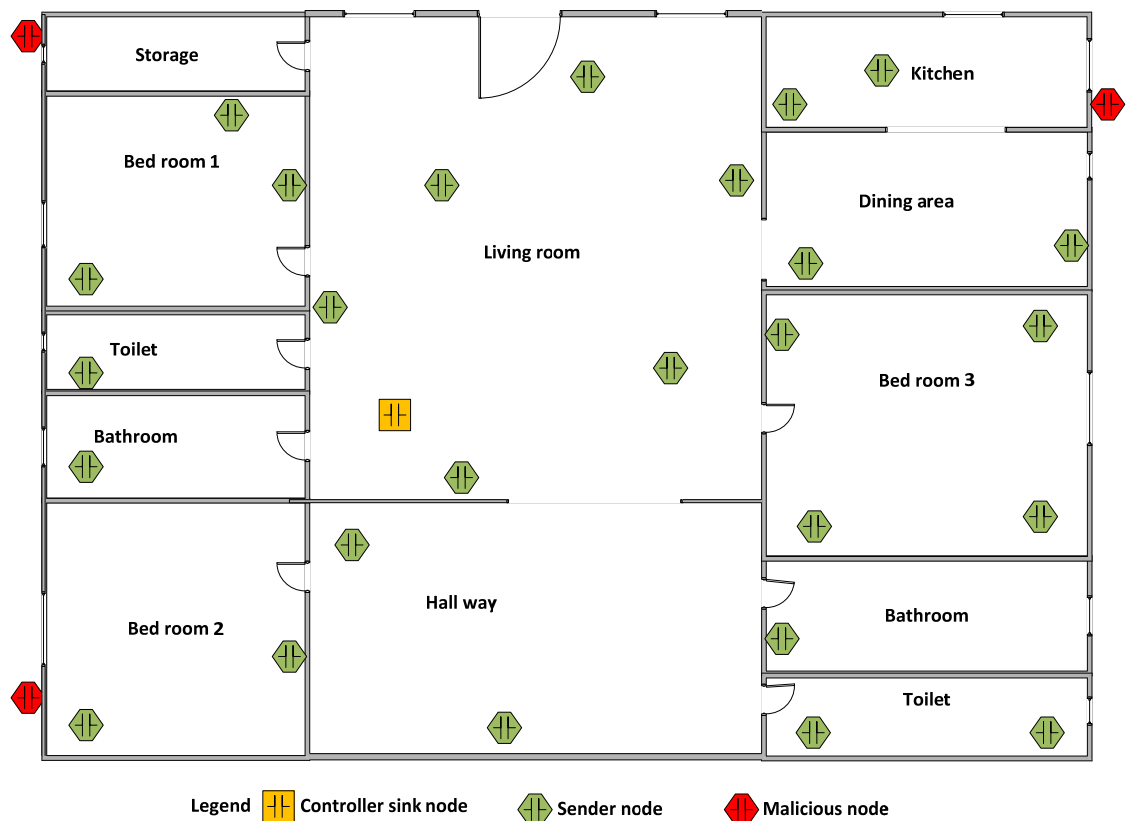 Storage
Kitchen
Bed room 1
Dining area
Living room
Toilet
Bed room 3
Bathroom
Hall way
Bathroom
Bed room 2
Toilet
Legend Controller sink node Sender node Malicious node